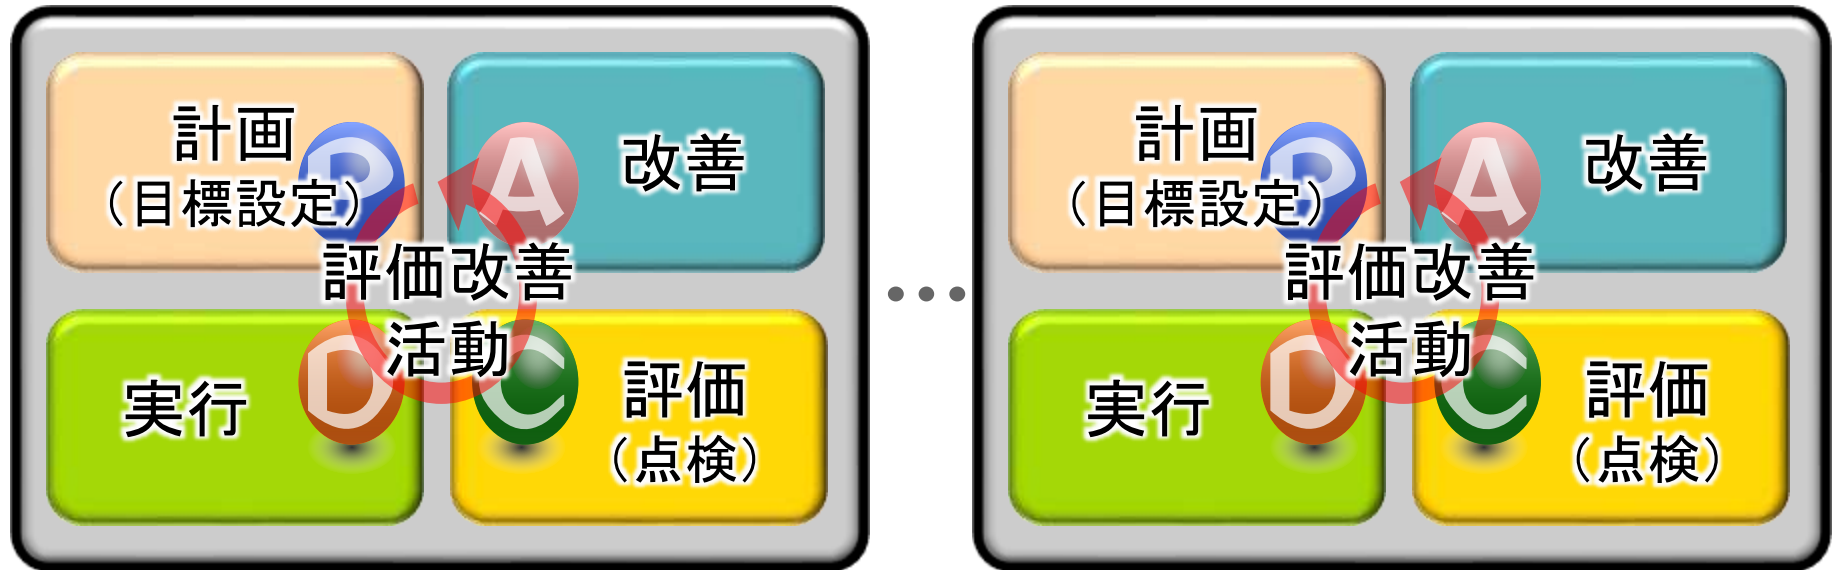 計画
（目標設定）
P
A
改善
評価改善
活動
実行
D
C
評価
（点検）
…
計画
（目標設定）
P
A
改善
評価改善
活動
実行
D
C
評価
（点検）